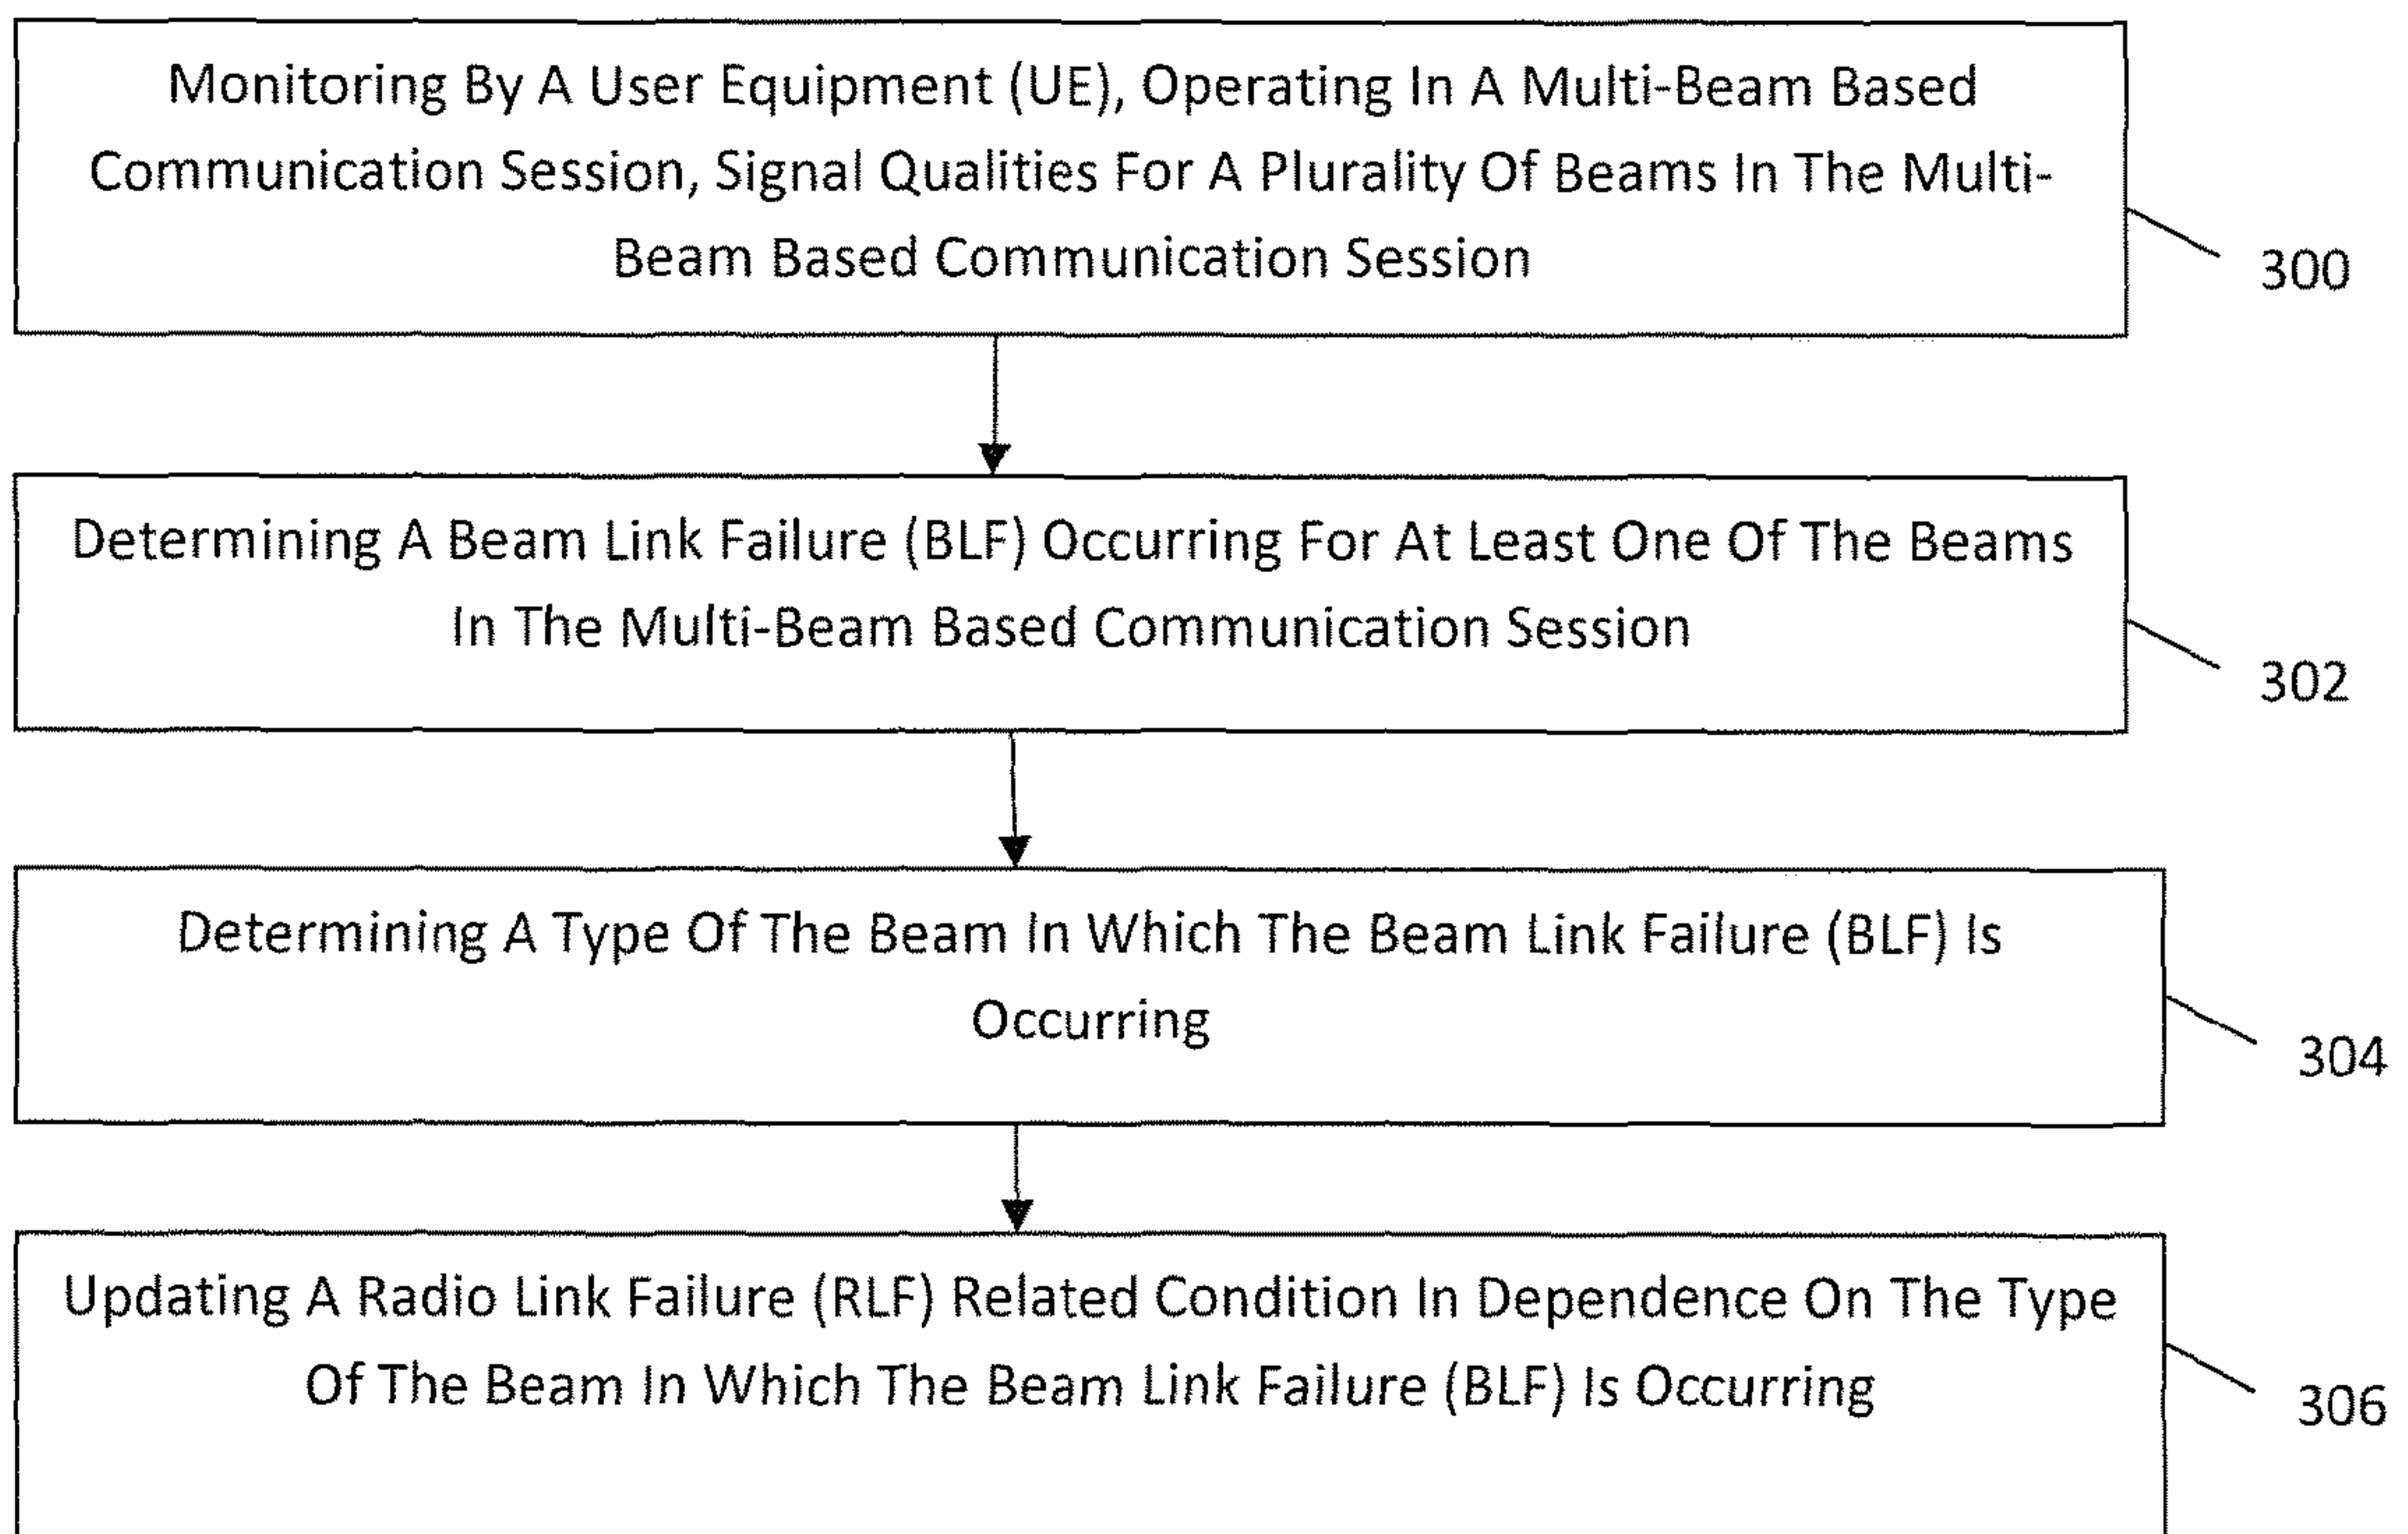 Monitoring By A User Equipment (UE), Operating In A Multi-Beam Based
Communication Session, Signal Qualities For A Plurality Of Beams In The Multi-
Beam Based Communication Session
300
Determining A Beam Link Failure (BLF) Occurring For At Least One Of The Beams
In The Multi-Beam Based Communication Session
302
Determining A Type Of The Beam In Which The Beam Link Failure (BLF) Is
Occurring
304
Updating A Radio Link Failure (RLF) Related Condition In Dependence On The Type
Of The Beam In Which The Beam Link Failure (BLF) Is Occurring
306